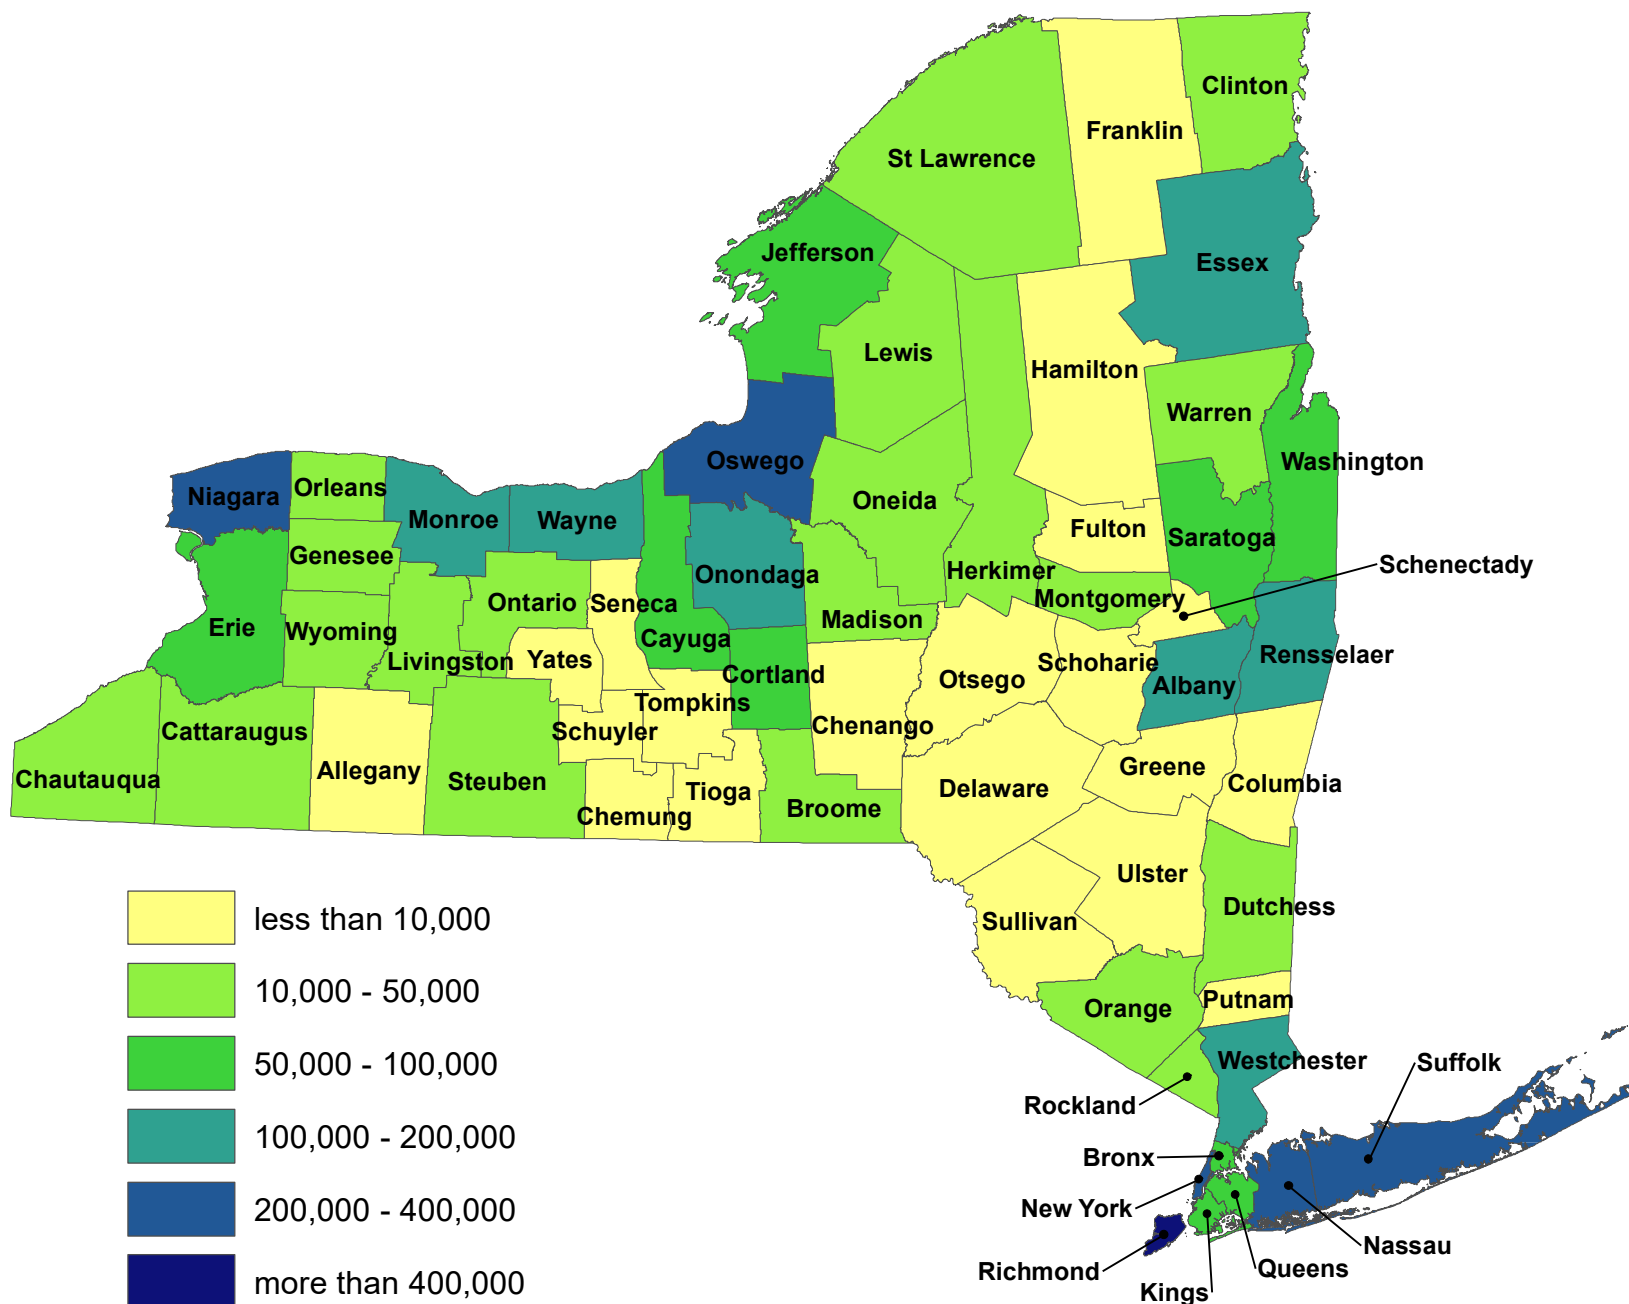 Clinton
Franklin
St Lawrence
Jefferson
Essex
Lewis
Hamilton
Warren
Oswego
Washington
Niagara
Orleans
Oneida
Monroe
Wayne
Fulton
Saratoga
Genesee
Schenectady
Onondaga
Herkimer
Ontario
Seneca
Montgomery
Madison
Erie
Wyoming
Cayuga
Livingston
Yates
Schoharie
Rensselaer
Cortland
Otsego
Albany
Tompkins
Cattaraugus
Schuyler
Chenango
Chautauqua
Allegany
Steuben
Greene
Tioga
Delaware
Columbia
Chemung
Broome
Ulster
Dutchess
Sullivan
less than 10,000
10,000 - 50,000
Putnam
Orange
50,000 - 100,000
Westchester
Suffolk
Rockland
100,000 - 200,000
Bronx
200,000 - 400,000
New York
Nassau
Richmond
Queens
more than 400,000
Kings